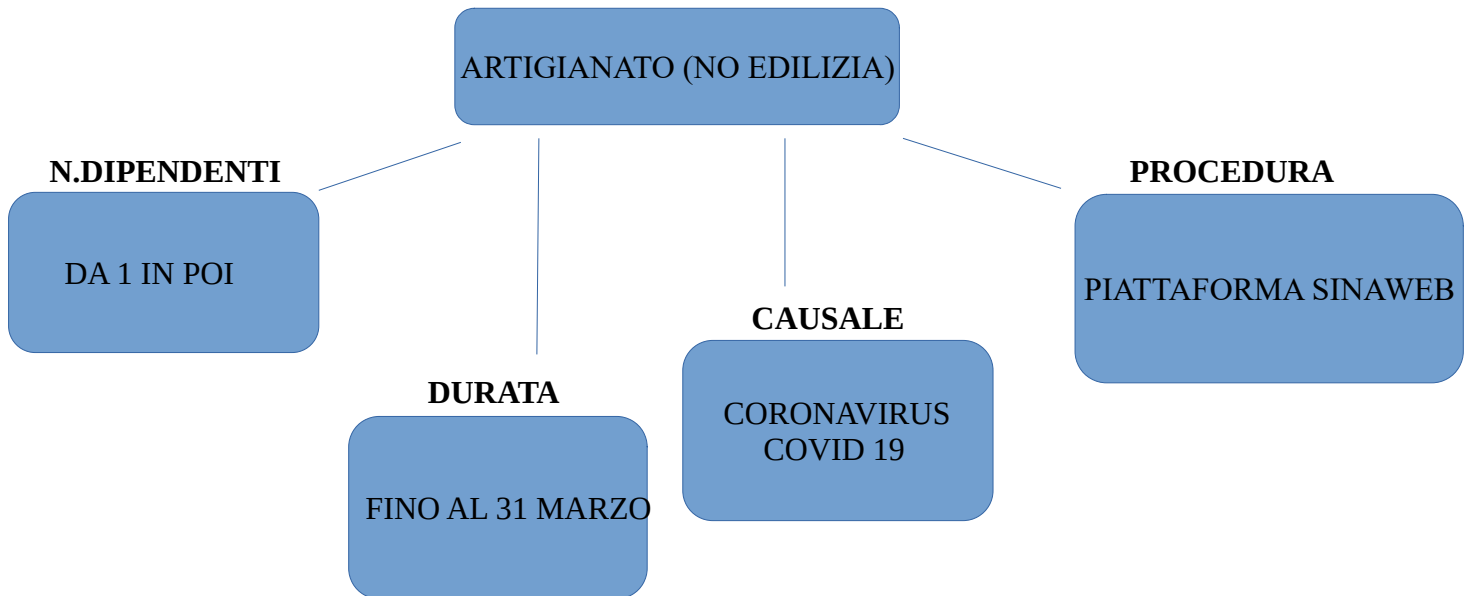 ARTIGIANATO (NO EDILIZIA)
N.DIPENDENTI
DA 1 IN POI
DURATA
FINO AL 31 MARZO
CAUSALE
CORONAVIRUS
COVID 19
PROCEDURA
PIATTAFORMA SINAWEB